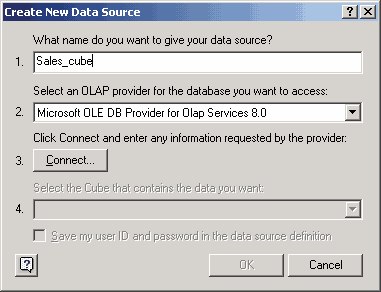 Create New Data Source
What name do you want to give your data source?
1. Sales_cube
Select an OLAP provider for the database you want to access:
2. Microsoft OLE DB Provider for Olap Services 8.0
Click Connect and enter any information requested by the provider:
3. Connect...
Select the Cube that contains the data you want:
4.
Save my user ID and password in the data source definition
? OK Cancel